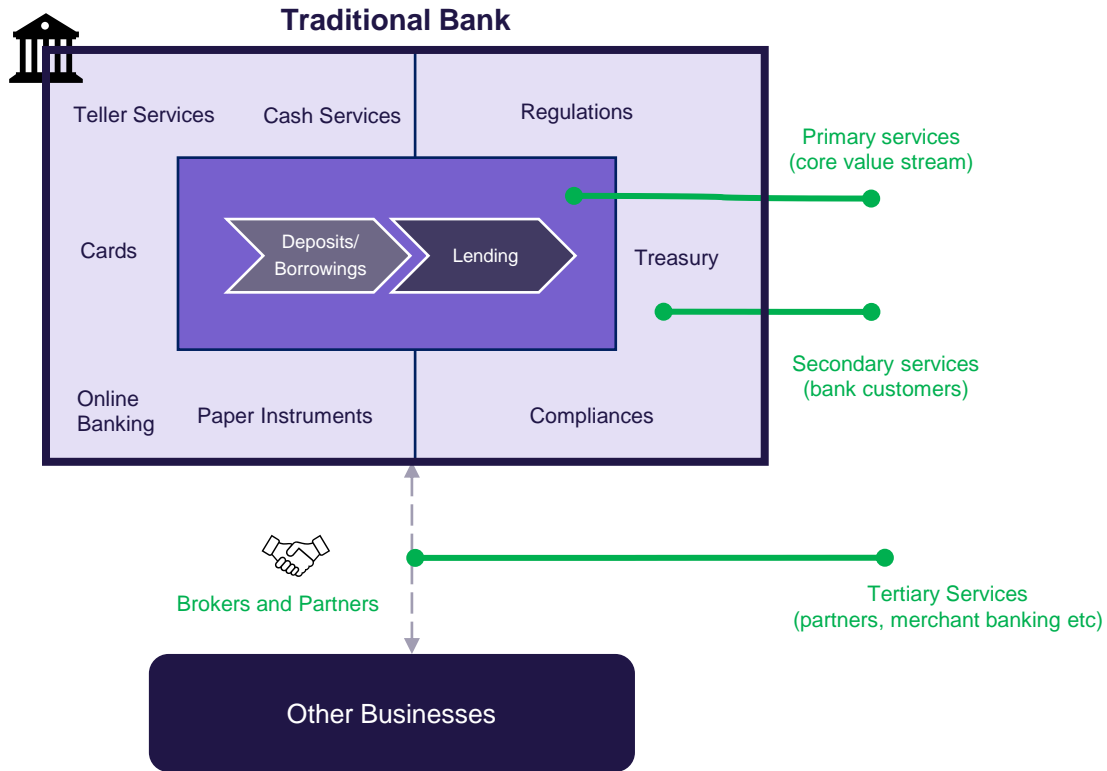 Traditional Bank
Teller Services
Cash Services
Regulations
Primary services
(core value stream)
Cards
Deposits/
Borrowings
Lending
Treasury
Secondary services
(bank customers)
Online
Banking
Paper Instruments
Compliances
Brokers and Partners
Tertiary Services
(partners, merchant banking etc)
Other Businesses